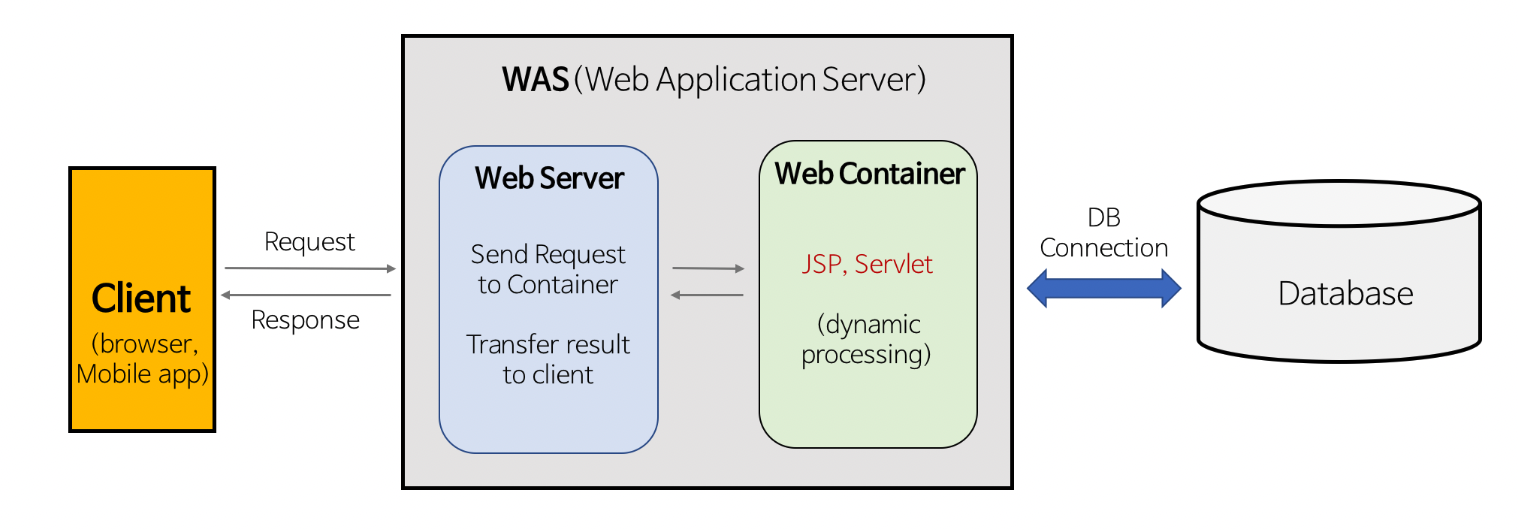 WAS(Web Application Server)
Client
(browser,
Mobile app)
Request
Response
Web Server
Send Request
to Container
Transfer result
to client
Web Container
JSP, Servlet
(dynamic
processing)
DB
Connection
Database